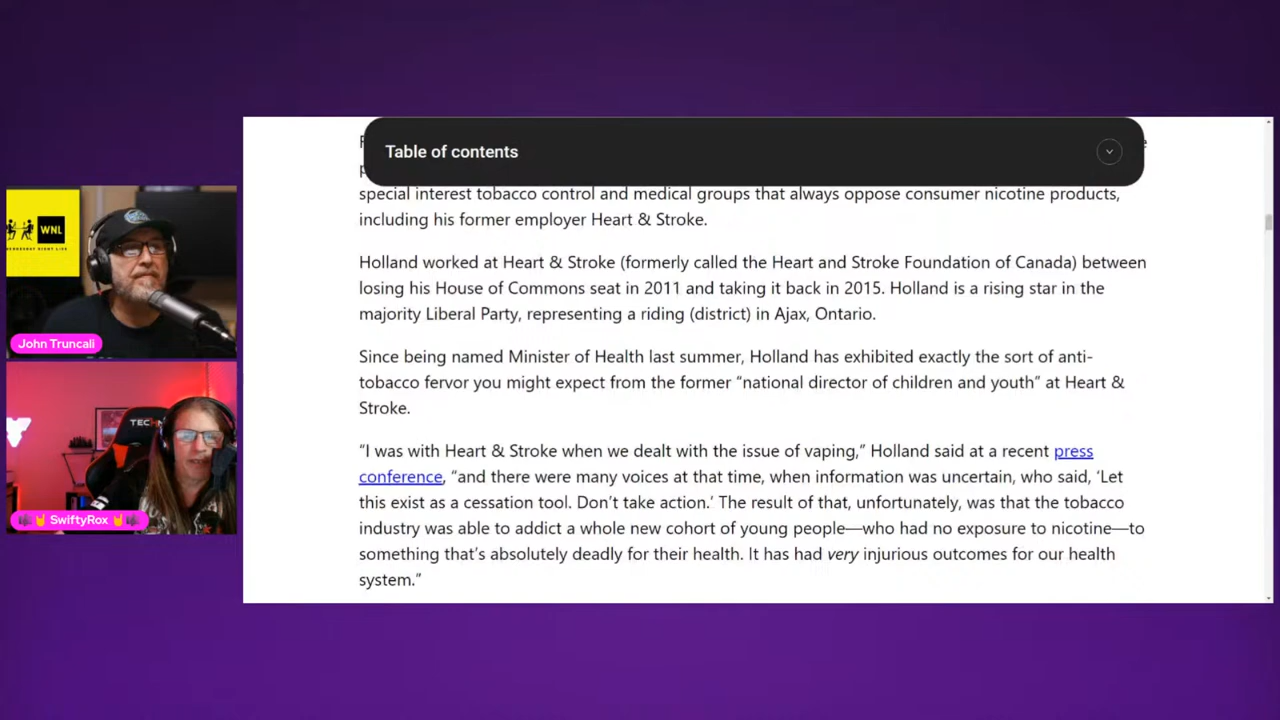 Table of contents
special interest tobacco control and medical groups that always oppose consumer nicotine products,
including his former employer Heart & Stroke.
Holland worked at Heart & Stroke (formerly called the Heart and Stroke Foundation of Canada) between
losing his House of Commons seat in 2011 and taking it back in 2015. Holland is a rising star in the
majority Liberal Party, representing a riding (district) in Ajax, Ontario.
Since being named Minister of Health last summer, Holland has exhibited exactly the sort of anti-
tobacco fervor you might expect from the former “national director of children and youth” at Heart &
Stroke.
“I was with Heart & Stroke when we dealt with the issue of vaping,” Holland said at a recent press
conference, “and there were many voices at that time, when information was uncertain, who said, ‘Let
this exist as a cessation tool. Don’t take action.’ The result of that, unfortunately, was that the tobacco
industry was able to addict a whole new cohort of young people—who had no exposure to nicotine—to
something that’s absolutely deadly for their health. It has had very injurious outcomes for our health
system.”
WNL
John Truncali
TECHN
🤘 SwIftyRox 🤘